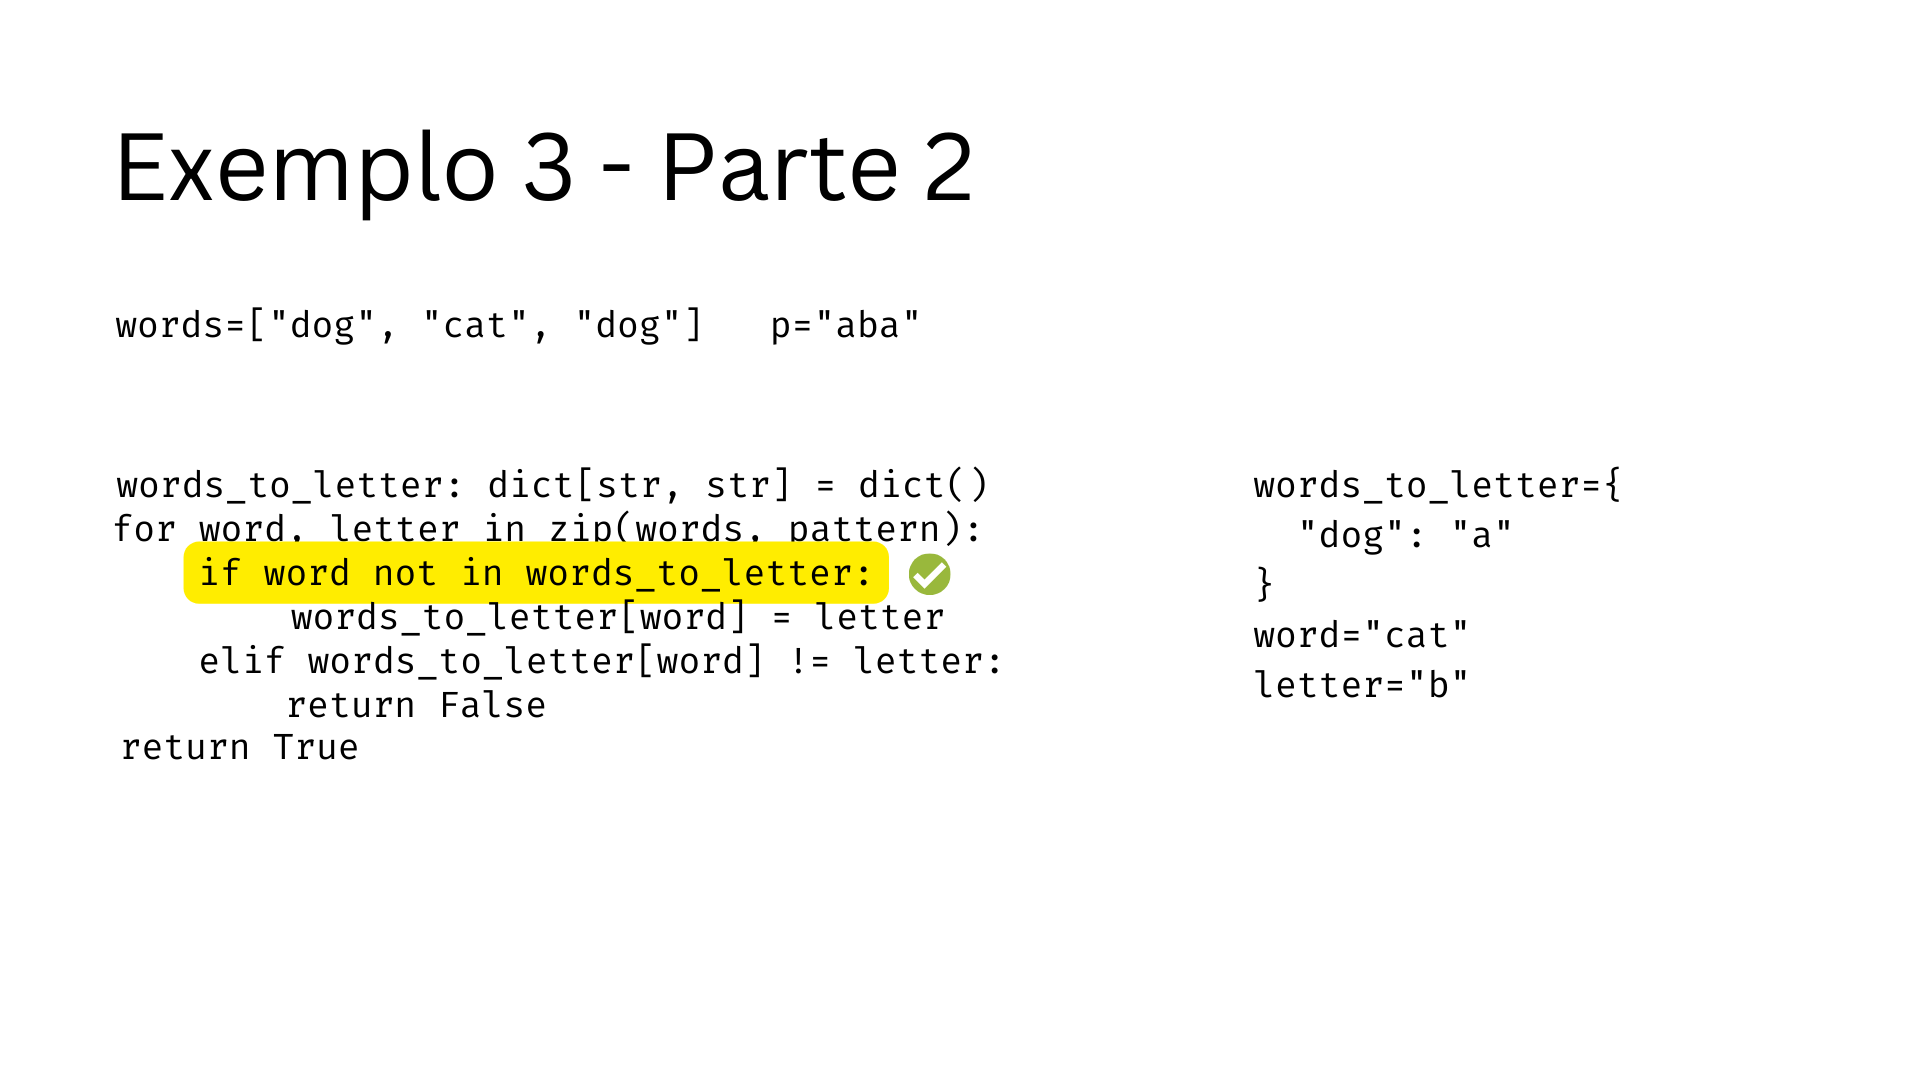 Exemplo 3 - Parte 2
words=["dog", "cat", "dog"]   p="aba"
words_to_letter: dict[str, str] = dict()
for word, letter in zip(words, pattern):
    if word not in words_to_letter:
        words_to_letter[word] = letter
    elif words_to_letter[word] != letter:
        return False
return True
words_to_letter={
  "dog": "a"
}
word="cat"
letter="b"